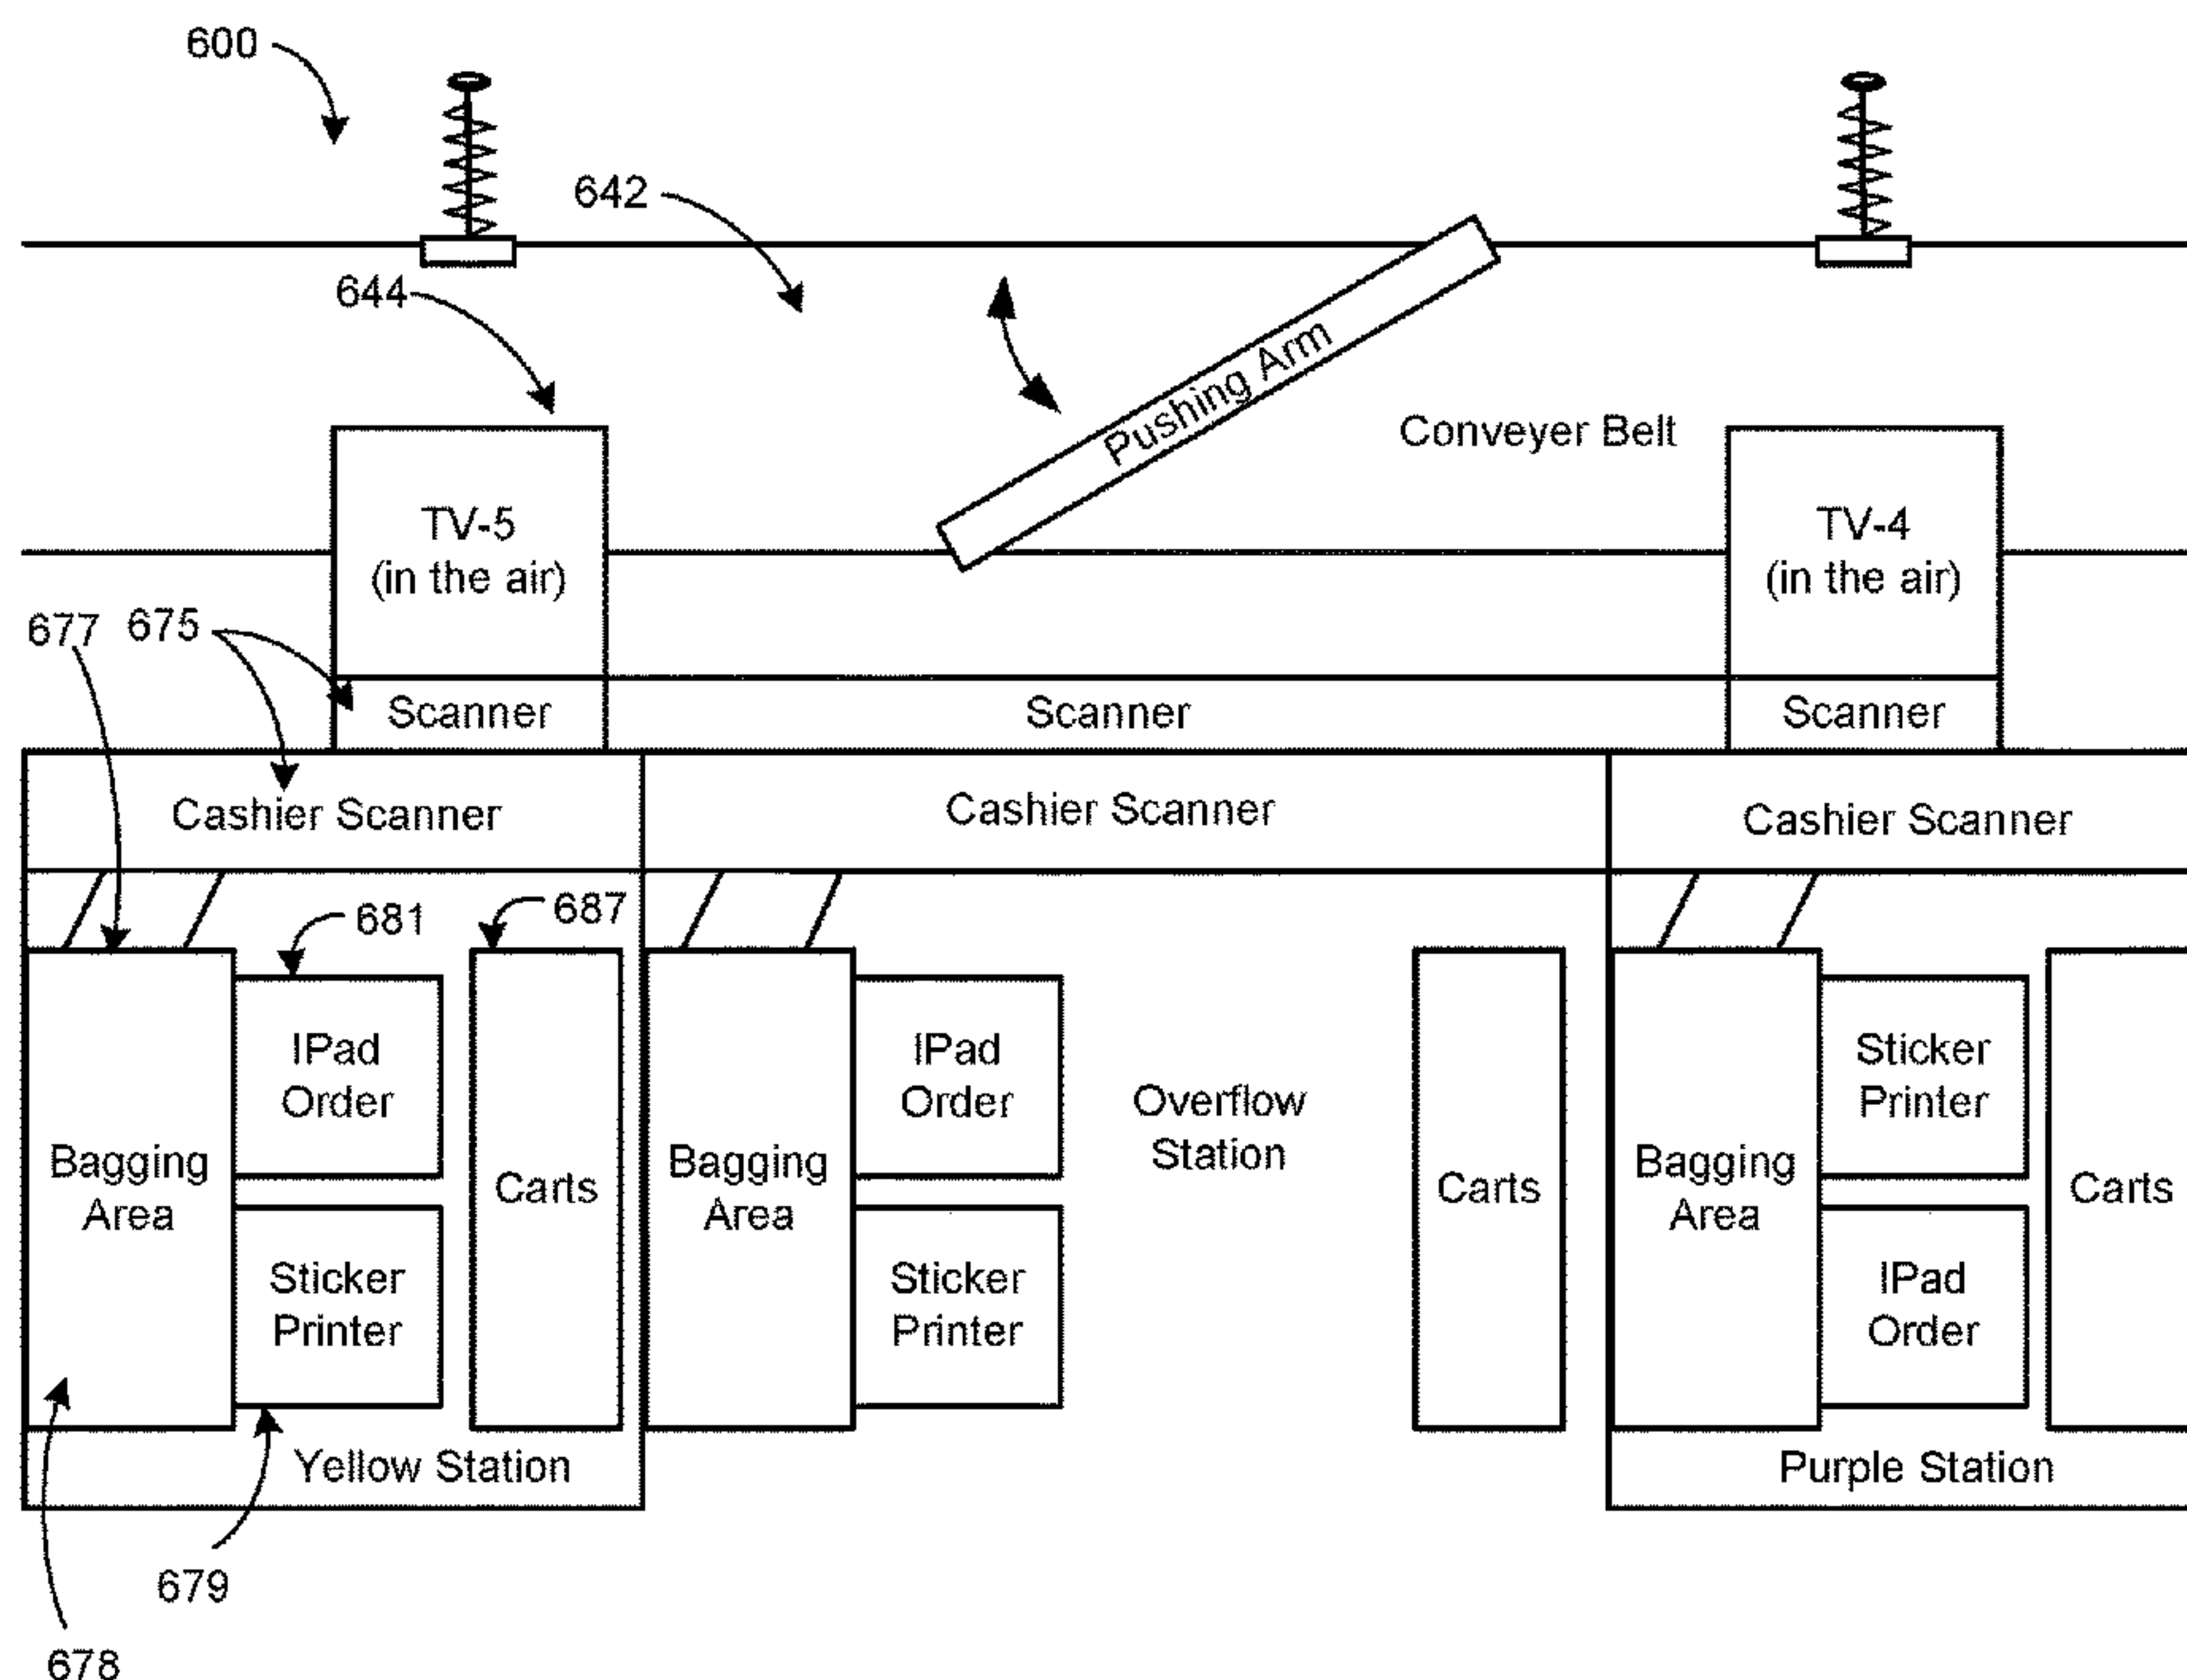 600
642
644
Pushing Arm
Conveyer Belt
TV-5
(in the air)
TV-4
(in the air)
677
675
Scanner
Scanner
Scanner
Cashier Scanner
Cashier Scanner
Cashier Scanner
681
687
IPad
Order
Bagging
Area
Carts
Sticker
Printer
Yellow Station
IPad
Order
Bagging
Area
Sticker
Printer
Overflow
Station
Carts
Sticker
Printer
Bagging
Area
Carts
IPad
Order
Purple Station
679
678